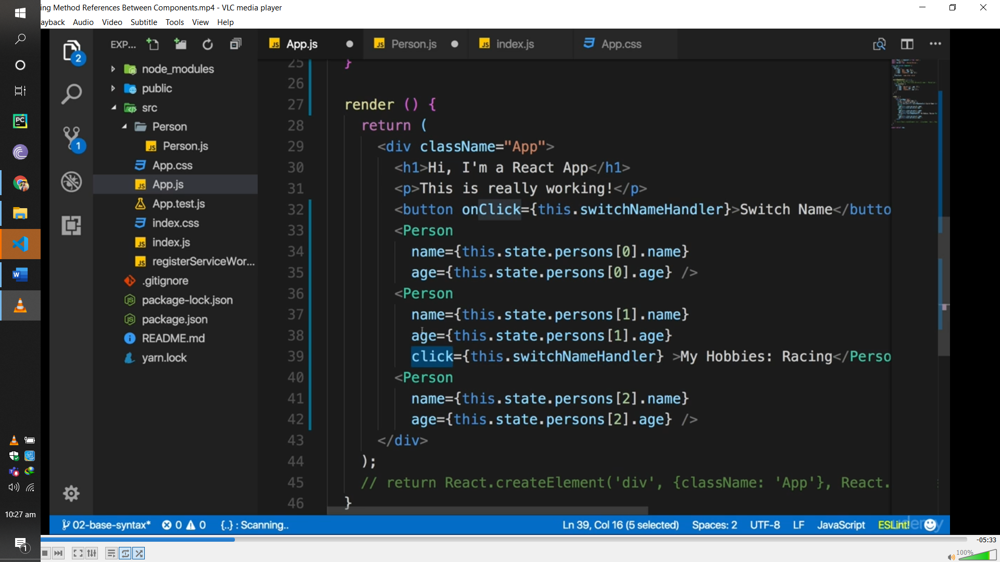 ing Method References Between Components.mp4 - VLC media player
ayback Audio Video Subtitle Tools View Help
EXP...
App.js
Person.js
index.js
App.css
2
1
node_modules
public
src
Person
Person.js
App.css
App.js
App.test.js
index.css
index.js
registerServiceWor...
.gitignore
package-lock.json
package.json
README.md
yarn.lock
25 }
26
27 render () {
28 return (
29 <div className="App">
30 <h1>Hi, I'm a React App</h1>
31 <p>This is really working!</p>
32 <button onClick={this.switchNameHandler}>Switch Name</butto
33 <Person
34 name={this.state.persons[0].name}
35 age={this.state.persons[0].age} />
36 <Person
37 name={this.state.persons[1].name}
38 age={this.state.persons[1].age}
39 click={this.switchNameHandler} >My Hobbies: Racing</Perso
40 <Person
41 name={this.state.persons[2].name}
42 age={this.state.persons[2].age} />
43 </div>
44 );
45 // return React.createElement('div', {className: 'App'}, React.
46 }
02-base-syntax* 0 0 {..} : Scanning..
Ln 39, Col 16 (5 selected) Spaces: 2 UTF-8 LF JavaScript ESLint!
udemy
PC
W
10:27 am
1
-05:33
100%